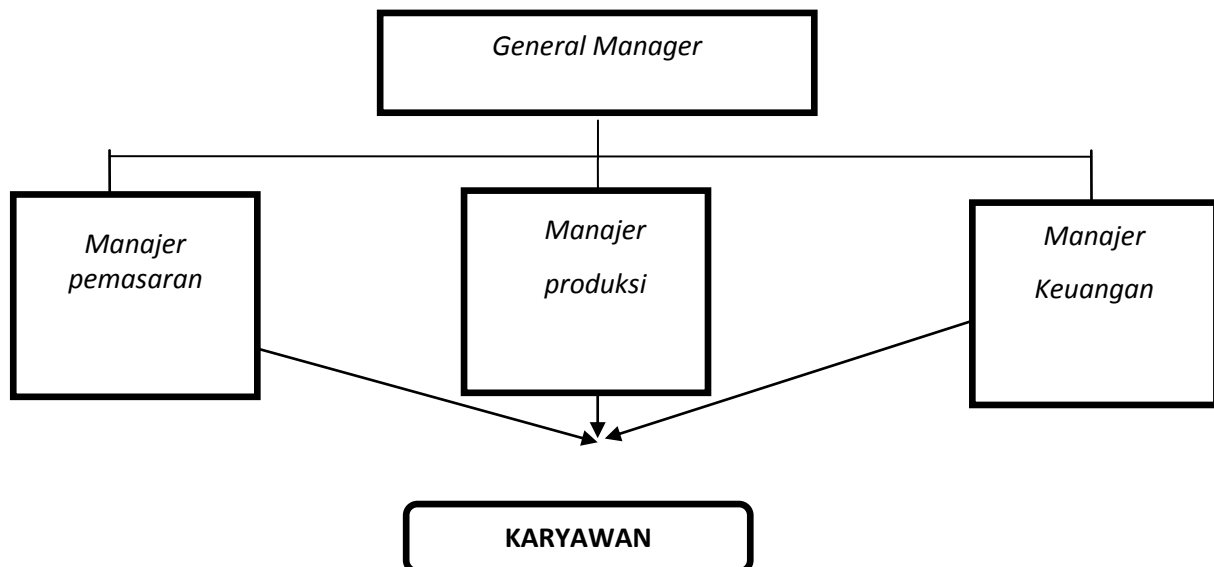 General Manager
Manajer
pemasaran
Manajer
produksi
Manajer
Keuangan
KARYAWAN